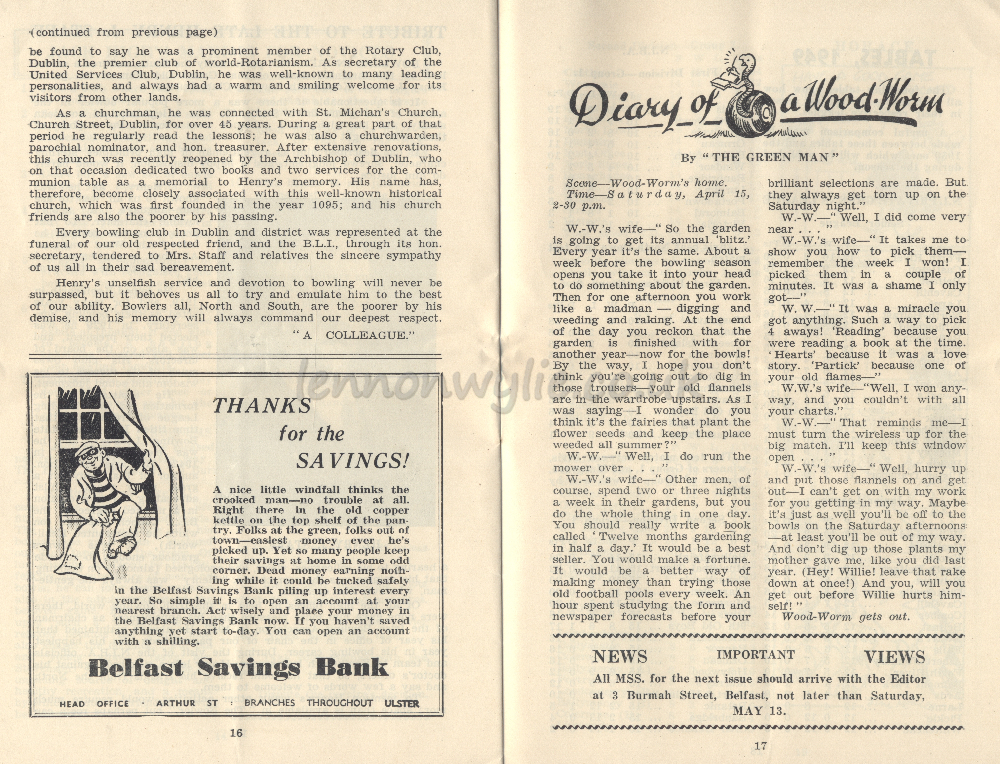 (continued from previous page)
be found to say he was a prominent member of the Rotary Club,
Dublin, the premier club of world-Rotarianism. As secretary of the
United Services Club, Dublin, he was well-known to many leading
personalities, and always had a warm and smiling welcome for its
visitors from other lands.
As a churchman, he was connected with St. Michan's Church,
Church Street, Dublin, for over 45 years. During a great part of that
period he regularly read the lessons; he was also a churchwarden,
parochial nominator, and hon. treasurer. After extensive renovations,
this church was recently reopened by the Archbishop of Dublin, who
on that occasion dedicated two books and two services for the com-
munion table as a memorial to Henry's memory. His name has,
therefore, become closely associated with this well-known historical
church, which was first founded in the year 1095; and his church
friends are also the poorer by his passing.
Every bowling club in Dublin and district was represented at the
funeral of our old respected friend, and the B.L.I., through its hon.
secretary, tendered to Mrs. Staff and relatives the sincere sympathy
of us all in their sad bereavement.
Henry's unselfish service and devotion to bowling will never be
surpassed, but it behoves us all to try and emulate him to the best
of our ability. Bowlers all, North and South, are the poorer by his
demise, and his memory will always command our deepest respect.
"A COLLEAGUE."
THANKS
for the
SAVINGS!
A nice little windfall thinks the
crooked man—no trouble at all.
Right there in the old copper
kettle on the top shelf of the pan-
try. Folks at the green, folks out of
town—easiest money ever he's
picked up. Yet so many people keep
their savings at home in some odd
corner. Dead money earning noth-
ing while it could be tucked safely
in the Belfast Savings Bank piling up interest every
year. So simple it is to open an account at your
nearest branch. Act wisely and place your money in
the Belfast Savings Bank now. If you haven't saved
anything yet start to-day. You can open an account
with a shilling.
Belfast Savings Bank
HEAD OFFICE · ARTHUR ST : BRANCHES THROUGHOUT ULSTER
16
Diary of a Wood-Worm
By "THE GREEN MAN"
Scene—Wood-Worm's home.
Time—Saturday, April 15,
2-30 p.m.
W.-W.'s wife—"So the garden
is going to get its annual 'blitz.'
Every year it's the same. About a
week before the bowling season
opens you take it into your head
to do something about the garden.
Then for one afternoon you work
like a madman — digging and
weeding and raking. At the end
of the day you reckon that the
garden is finished with for
another year—now for the bowls!
By the way, I hope you don't
think you're going out to dig in
those trousers—your old flannels
are in the wardrobe upstairs. As I
was saying—I wonder do you
think it's the fairies that plant the
flower seeds and keep the place
weeded all summer?"
W.-W.—"Well, I do run the
mower over . . . "
W.-W.'s wife—"Other men, of
course, spend two or three nights
a week in their gardens, but you
do the whole thing in one day.
You should really write a book
called 'Twelve months gardening
in half a day.' It would be a best
seller. You would make a fortune.
It would be a better way of
making money than trying those
old football pools every week. An
hour spent studying the form and
newspaper forecasts before your
brilliant selections are made. But
they always get torn up on the
Saturday night."
W.-W.—"Well, I did come very
near . . . "
W.-W.'s wife—"It takes me to
show you how to pick them—
remember the week I won! I
picked them in a couple of
minutes. It was a shame I only
got—"
W. W.—"It was a miracle you
got anything. Such a way to pick
4 aways! 'Reading' because you
were reading a book at the time.
'Hearts' because it was a love
story. 'Partick' because one of
your old flames—"
W.W.'s wife—"Well, I won any-
way, and you couldn't with all
your charts."
W.-W.—"That reminds me—I
must turn the wireless up for the
big match. I'll keep this window
open . . . "
W.-W.'s wife—"Well, hurry up
and put those flannels on and get
out—I can't get on with my work
for you getting in my way. Maybe
it's just as well you'll be off to the
bowls on the Saturday afternoons
—at least you'll be out of my way.
And don't dig up those plants my
mother gave me, like you did last
year. (Hey! Willie! leave that rake
down at once!) And you, will you
get out before Willie hurts him-
self!"
Wood-Worm gets out.
NEWS IMPORTANT VIEWS
All MSS. for the next issue should arrive with the Editor
at 3 Burmah Street, Belfast, not later than Saturday,
MAY 13.
17